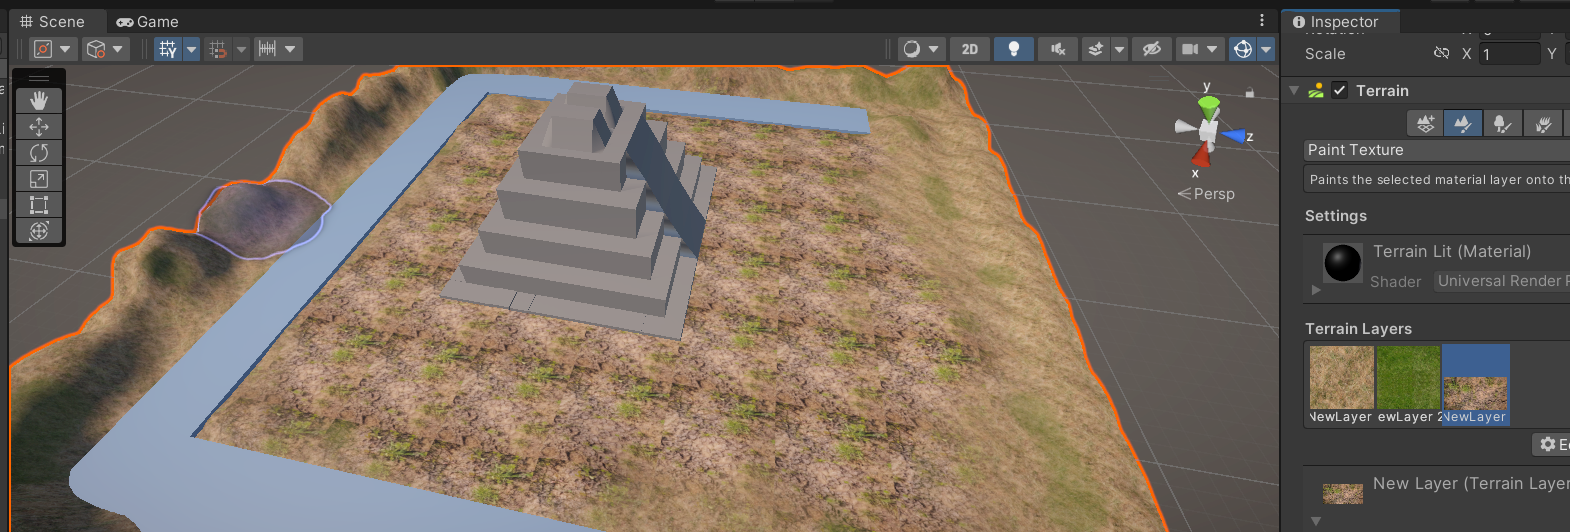 Scene
Game
Inspector
Scale
X
1
Y
2D
Terrain
y
z
x
Persp
Paint Texture
Paints the selected material layer onto th
Settings
Terrain Lit (Material)
Shader
Universal Render
Terrain Layers
NewLayer
ewLayer 2
NewLayer
New Layer (Terrain Layer